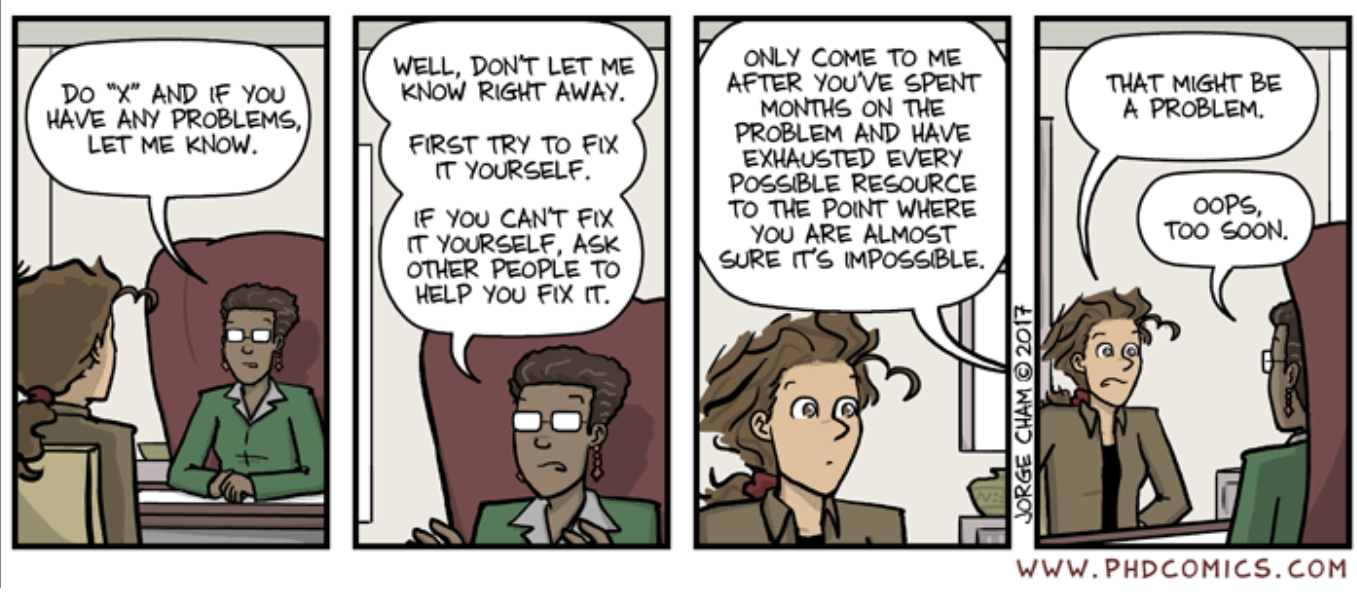 DO "X" AND IF YOU
HAVE ANY PROBLEMS,
LET ME KNOW.
WELL, DON'T LET ME
KNOW RIGHT AWAY.
FIRST TRY TO FIX
IT YOURSELF.
IF YOU CAN'T FIX
IT YOURSELF, ASK
OTHER PEOPLE TO
HELP YOU FIX IT.
ONLY COME TO ME
AFTER YOU'VE SPENT
MONTHS ON THE
PROBLEM AND HAVE
EXHAUSTED EVERY
POSSIBLE RESOURCE
TO THE POINT WHERE
YOU ARE ALMOST
SURE IT'S IMPOSSIBLE.
THAT MIGHT BE
A PROBLEM.
OOPS,
TOO SOON.
JORGE CHAM © 2017
WWW.PHDCOMICS.COM